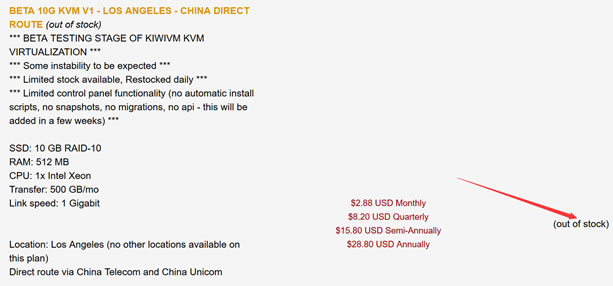 BETA 10G KVM V1 - LOS ANGELES - CHINA DIRECT
ROUTE (out of stock)
*** BETA TESTING STAGE OF KIWIVM KVM
VIRTUALIZATION ***
*** Some instability to be expected ***
*** Limited stock available, Restocked daily ***
*** Limited control panel functionality (no automatic install
scripts, no snapshots, no migrations, no api - this will be
added in a few weeks) ***
SSD: 10 GB RAID-10
RAM: 512 MB
CPU: 1x Intel Xeon
Transfer: 500 GB/mo
Link speed: 1 Gigabit
Location: Los Angeles (no other locations available on
this plan)
Direct route via China Telecom and China Unicom
$2.88 USD Monthly
$8.20 USD Quarterly
$15.80 USD Semi-Annually
$28.80 USD Annually
(out of stock)